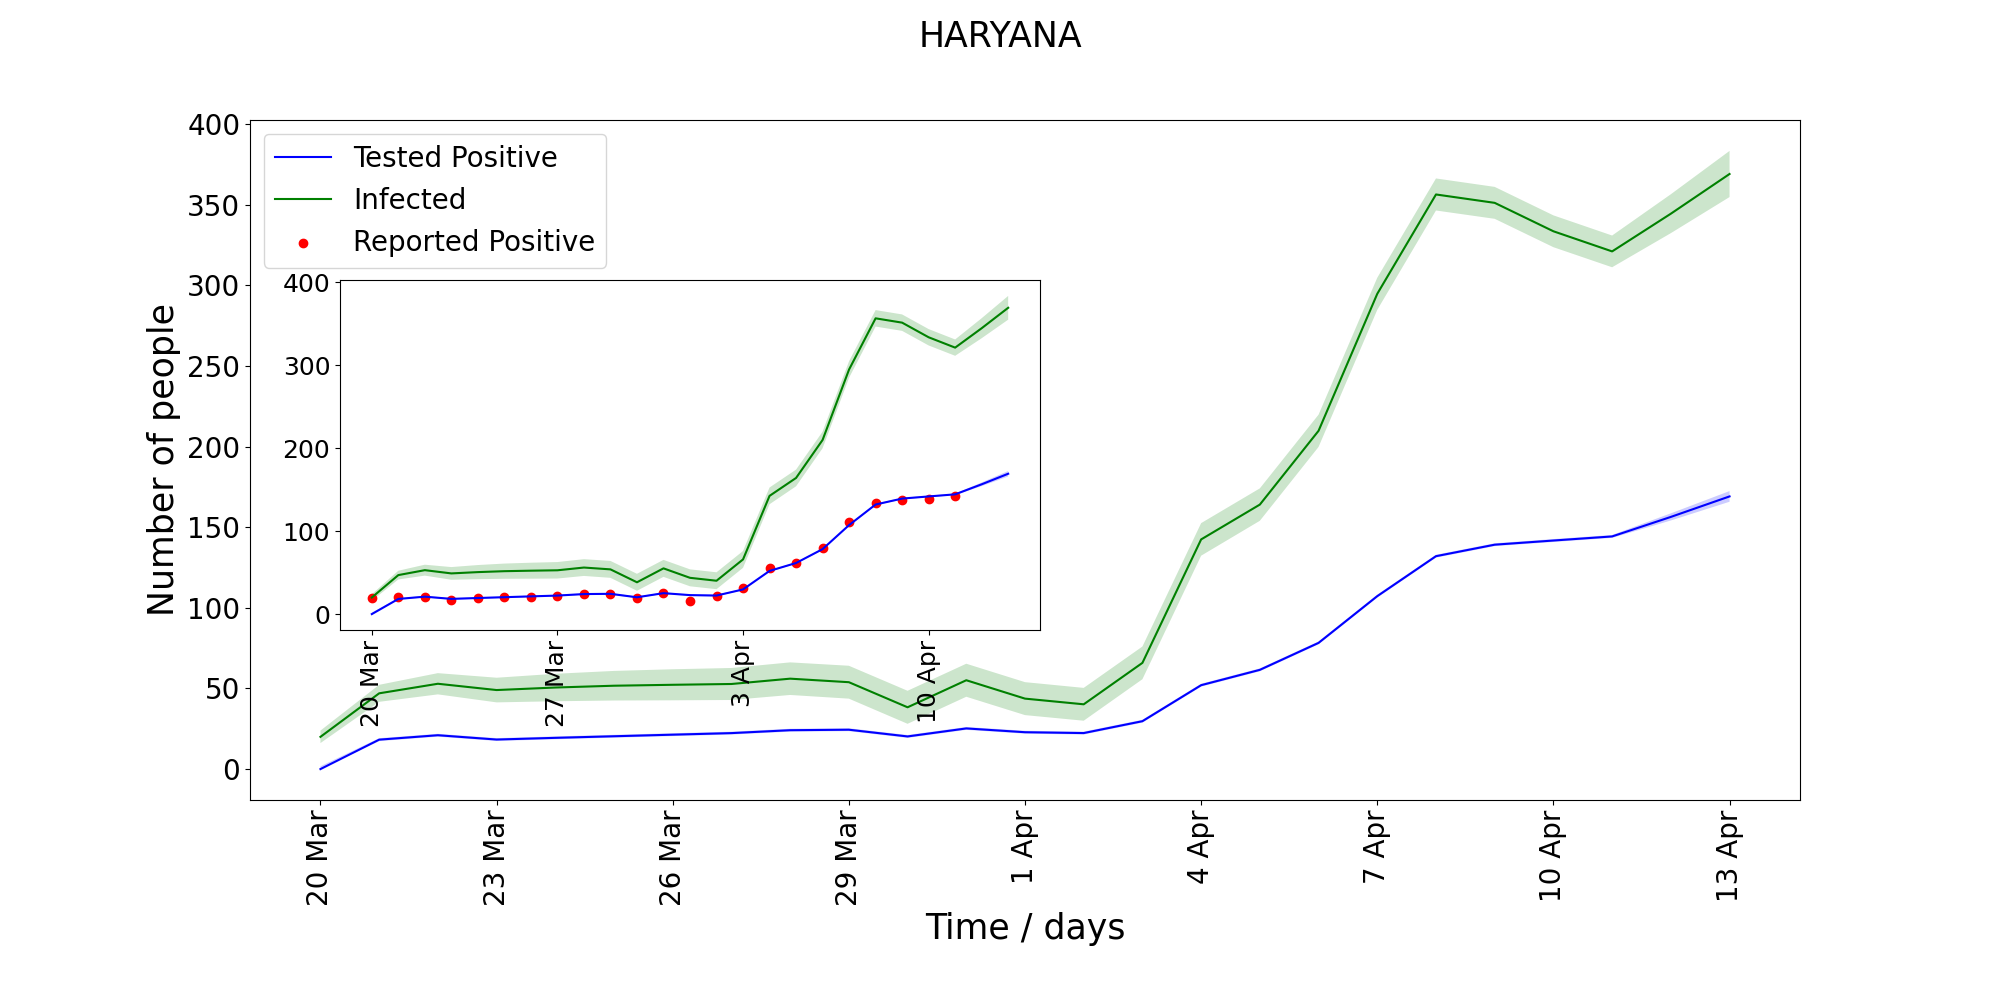 HARYANA
Tested Positive
Infected
Reported Positive
Number of people
400
350
300
250
200
150
100
50
0
400
300
200
100
0
20 Mar
27 Mar
3 Apr
10 Apr
20 Mar
23 Mar
26 Mar
29 Mar
1 Apr
4 Apr
7 Apr
10 Apr
13 Apr
Time / days